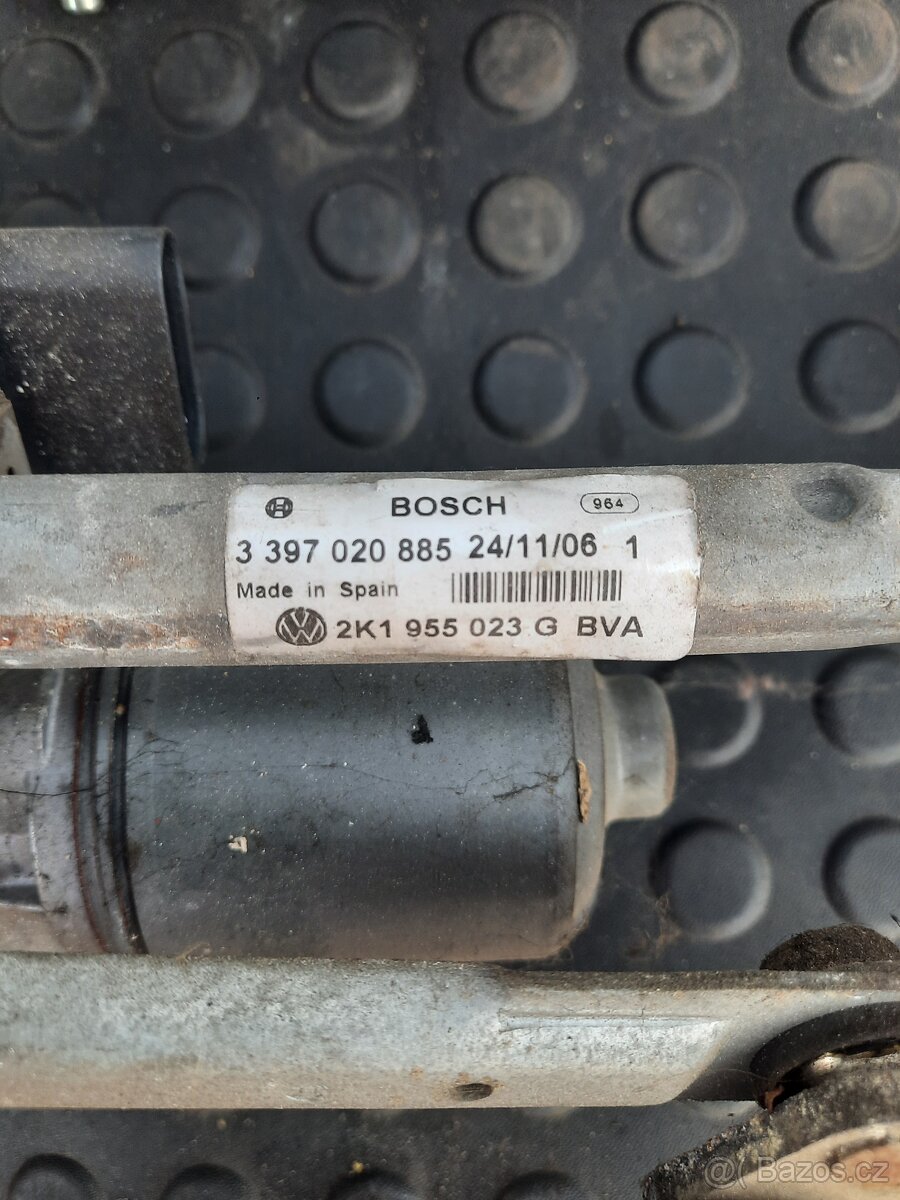 BOSCH 964
3 397 020 885 24/11/06 1
Made in Spain
2K1 955 023 G BVA
@( Bazos.cz